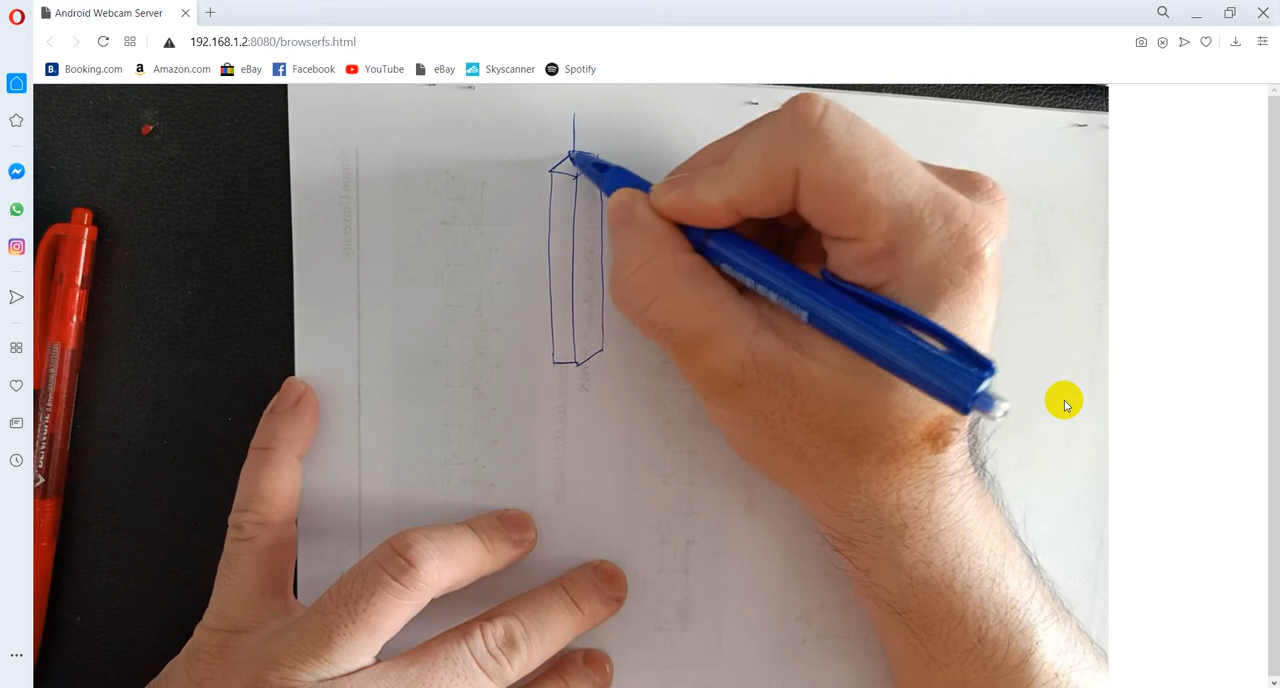 Android Webcam Server
192.168.1.2:8080/browserfs.html
Booking.com
Amazon.com
eBay
Facebook
YouTube
eBay
Skyscanner
Spotify